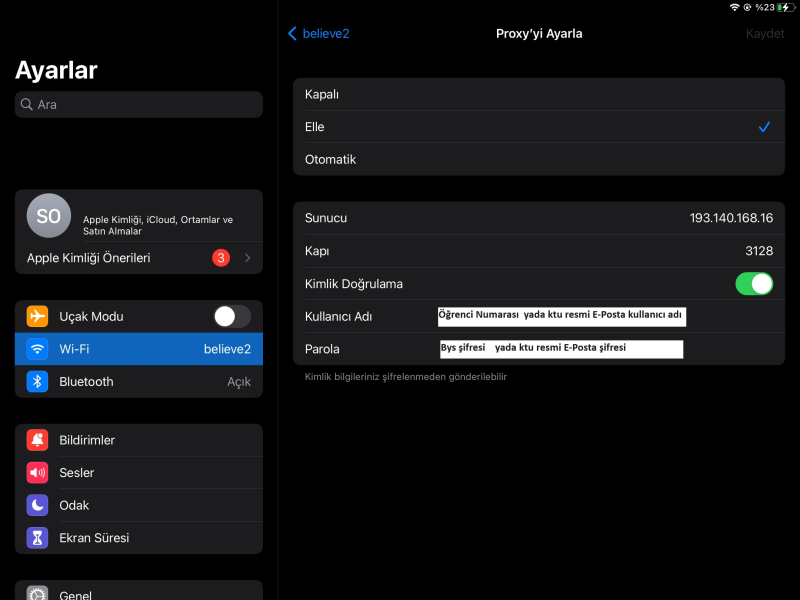 %23
Ayarlar
Ara
SO
Apple Kimliği, iCloud, Ortamlar ve
Satın Almalar
Apple Kimliği Önerileri 3
Uçak Modu
Wi-Fi believe2
Bluetooth Açık
Bildirimler
Sesler
Odak
Ekran Süresi
Genel
believe2 Proxy'yi Ayarla Kaydet
Kapalı
Elle
Otomatik
Sunucu 193.140.168.16
Kapı 3128
Kimlik Doğrulama
Kullanıcı Adı Öğrenci Numarası yada ktu resmi E-Posta kullanıcı adı
Parola Bys şifresi yada ktu resmi E-Posta şifresi
Kimlik bilgileriniz şifrelenmeden gönderilebilir